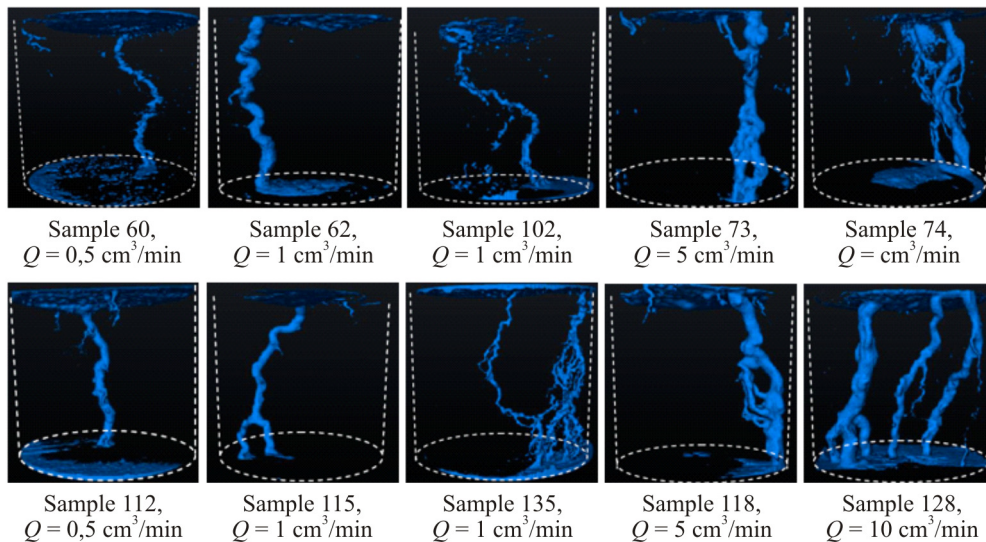 Sample 60,
Q = 0,5 cm³/min
Sample 62,
Q = 1 cm³/min
Sample 102,
Q = 1 cm³/min
Sample 73,
Q = 5 cm³/min
Sample 74,
Q = cm³/min
Sample 112,
Q = 0,5 cm³/min
Sample 115,
Q = 1 cm³/min
Sample 135,
Q = 1 cm³/min
Sample 118,
Q = 5 cm³/min
Sample 128,
Q = 10 cm³/min